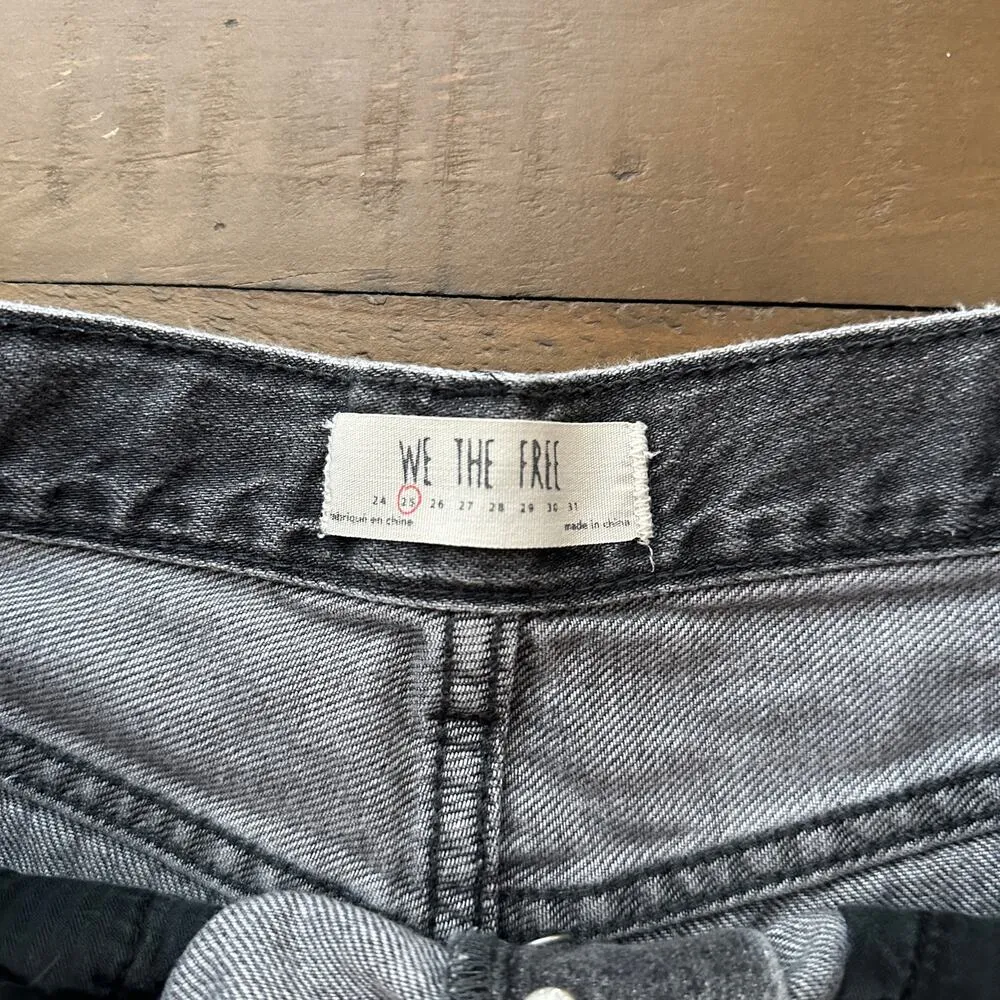 WE THE FREE
24 25 26 27 28 29 30 31
fabriqué en chine made in china